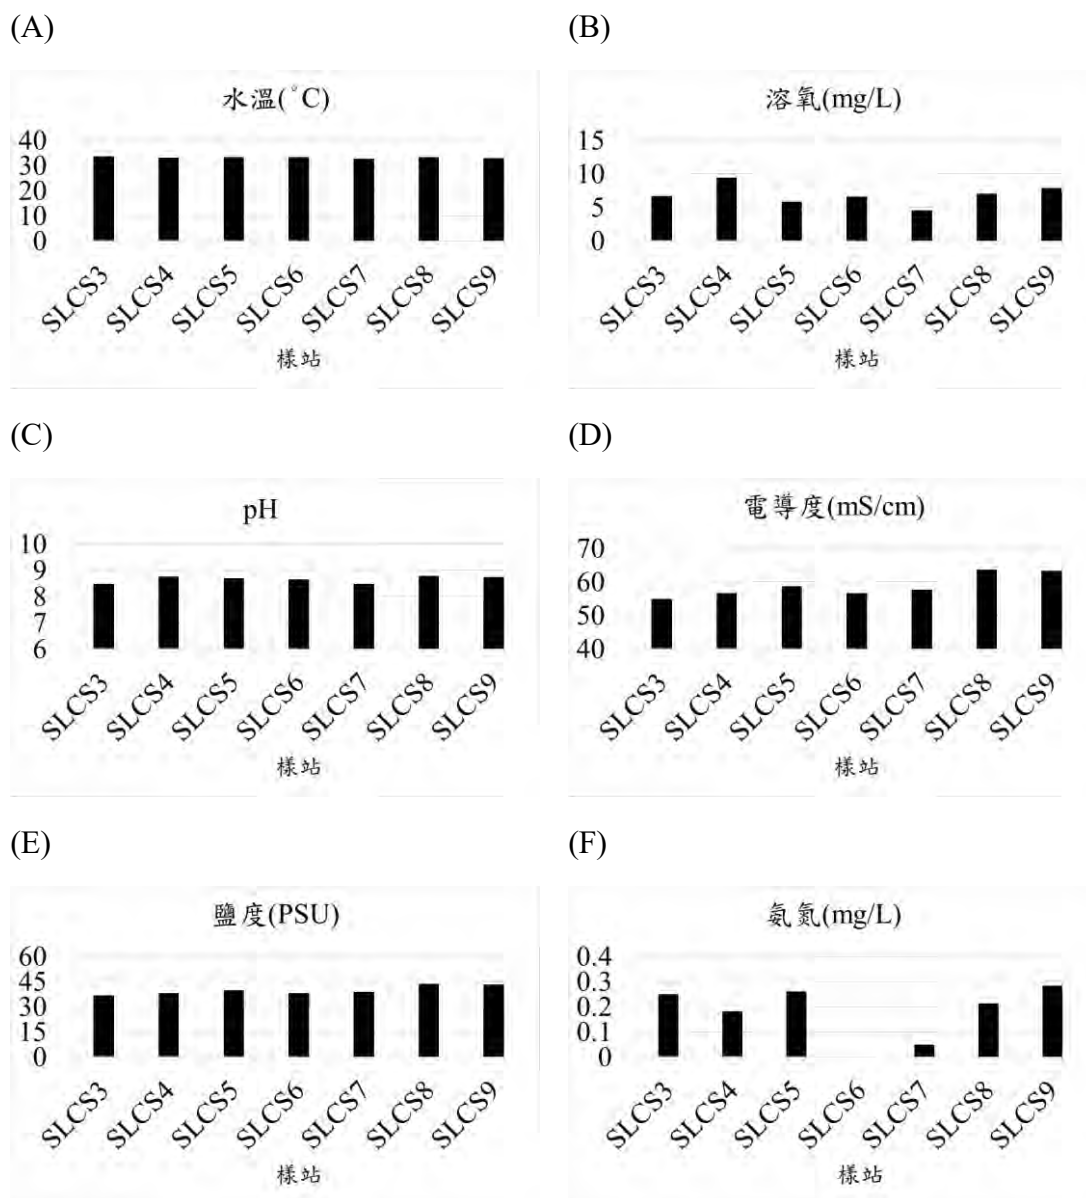 (A)
水溫(°C)
40
30
20
10
0
SLCS3
SLCS4
SLCS5
SLCS6
SLCS7
SLCS8
SLCS9
樣站
(B)
溶氧(mg/L)
15
10
5
0
SLCS3
SLCS4
SLCS5
SLCS6
SLCS7
SLCS8
SLCS9
樣站
(C)
pH
10
9
8
7
6
SLCS3
SLCS4
SLCS5
SLCS6
SLCS7
SLCS8
SLCS9
樣站
(D)
電導度(mS/cm)
70
60
50
40
SLCS3
SLCS4
SLCS5
SLCS6
SLCS7
SLCS8
SLCS9
樣站
(E)
鹽度(PSU)
60
45
30
15
0
SLCS3
SLCS4
SLCS5
SLCS6
SLCS7
SLCS8
SLCS9
樣站
(F)
氨氮(mg/L)
0.4
0.3
0.2
0.1
0
SLCS3
SLCS4
SLCS5
SLCS6
SLCS7
SLCS8
SLCS9
樣站